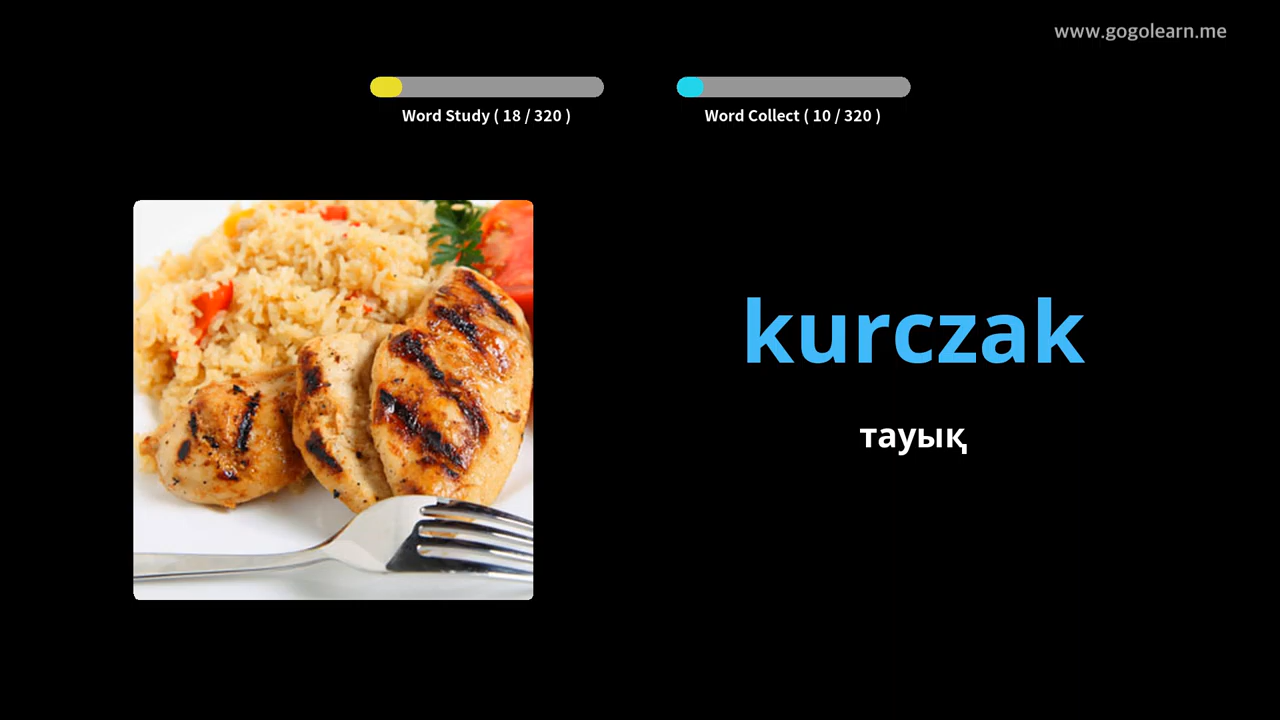 www.gogolearn.me
Word Study ( 18 / 320 )
Word Collect ( 10 / 320 )
kurczak
тауық